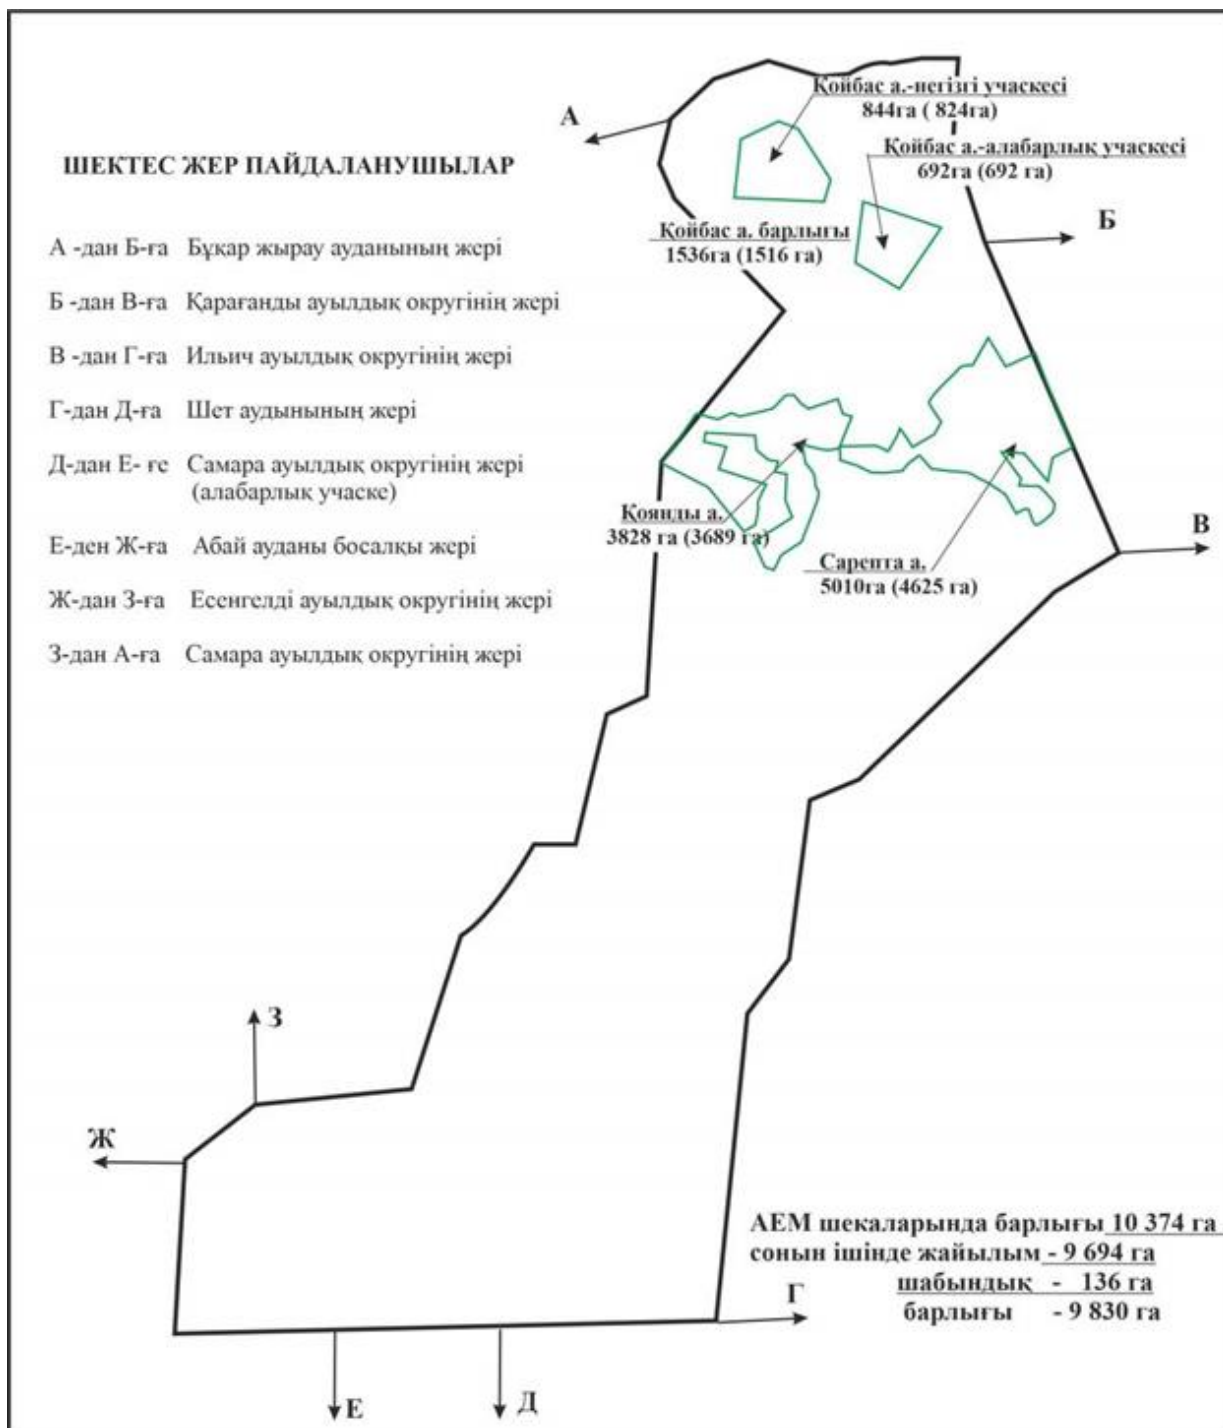 Қойбас а.-негізгі учаскесі
844га ( 824га)
А
Қойбас а.-алабарлық учаскесі
692га (692 га)
ШЕКТЕС ЖЕР ПАЙДАЛАНУШЫЛАР
Қойбас а. барлығы
1536га (1516 га)
Б
А -дан Б-ға Бұқар жырау ауданының жері
Б -дан В-ға Қарағанды ауылдық округінің жері
В -дан Г-ға Ильич ауылдық округінің жері
Г-дан Д-ға Шет аудынының жері
Д-дан Е- ге Самара ауылдық округінің жері
(алабарлық учаске)
Е-ден Ж-ға Абай ауданы босалқы жері
Ж-дан З-ға Есенгелді ауылдық округінің жері
З-дан А-ға Самара ауылдық округінің жері
Қоянды а.
3828 га (3689 га)
В
Сарепта а.
5010га (4625 га)
З
Ж
АЕМ шекаларында барлығы 10 374 га
сонын ішінде жайылым - 9 694 га
шабындық - 136 га
барлығы - 9 830 га
Г
Е
Д